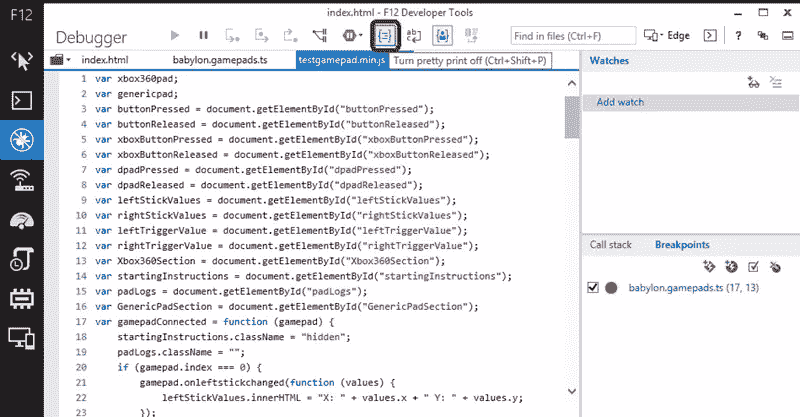 index.html - F12 Developer Tools
F12
Debugger
Find in files (Ctrl+F)
Edge
index.html
babylon.gamepads.ts
testgamepad.min.js
Turn pretty print off (Ctrl+Shift+P)
1 var xbox360pad;
2 var genericpad;
3 var buttonPressed = document.getElementById("buttonPressed");
4 var buttonReleased = document.getElementById("buttonReleased");
5 var xboxButtonPressed = document.getElementById("xboxButtonPressed");
6 var xboxButtonReleased = document.getElementById("xboxButtonReleased");
7 var dpadPressed = document.getElementById("dpadPressed");
8 var dpadReleased = document.getElementById("dpadReleased");
9 var leftStickValues = document.getElementById("leftStickValues");
10 var rightStickValues = document.getElementById("rightStickValues");
11 var leftTriggerValue = document.getElementById("leftTriggerValue");
12 var rightTriggerValue = document.getElementById("rightTriggerValue");
13 var Xbox360Section = document.getElementById("Xbox360Section");
14 var startingInstructions = document.getElementById("startingInstructions");
15 var padLogs = document.getElementById("padLogs");
16 var GenericPadSection = document.getElementById("GenericPadSection");
17 var gamepadConnected = function (gamepad) {
18 startingInstructions.className = "hidden";
19 padLogs.className = "";
20 if (gamepad.index === 0) {
21 gamepad.onleftstickchanged(function (values) {
22 leftStickValues.innerHTML = "X: " + values.x + " Y: " + values.y;
23 });
Watches
Add watch
Call stack
Breakpoints
babylon.gamepads.ts (17, 13)